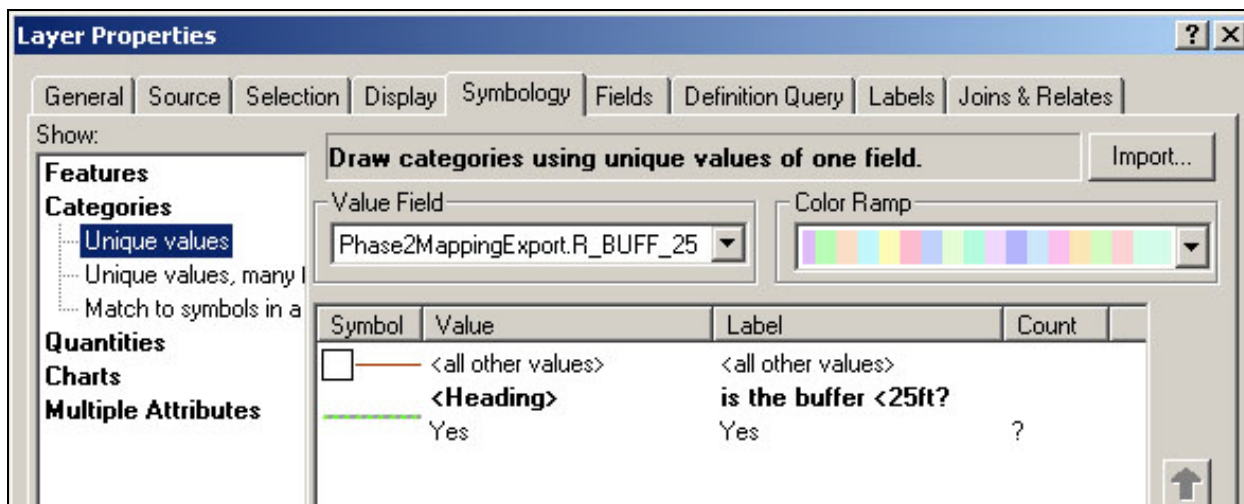 Layer Properties
?
General Source Selection Display Symbology Fields Definition Query Labels Joins & Relates
Show:
Features
Categories
Unique values
Unique values, many
Match to symbols in a
Quantities
Charts
Multiple Attributes
Draw categories using unique values of one field.
Import...
Value Field
Phase2MappingExport.R_BUFF_25
Color Ramp
Symbol Value Label Count
<all other values> <all other values>
<Heading> is the buffer <25ft?
Yes Yes ?